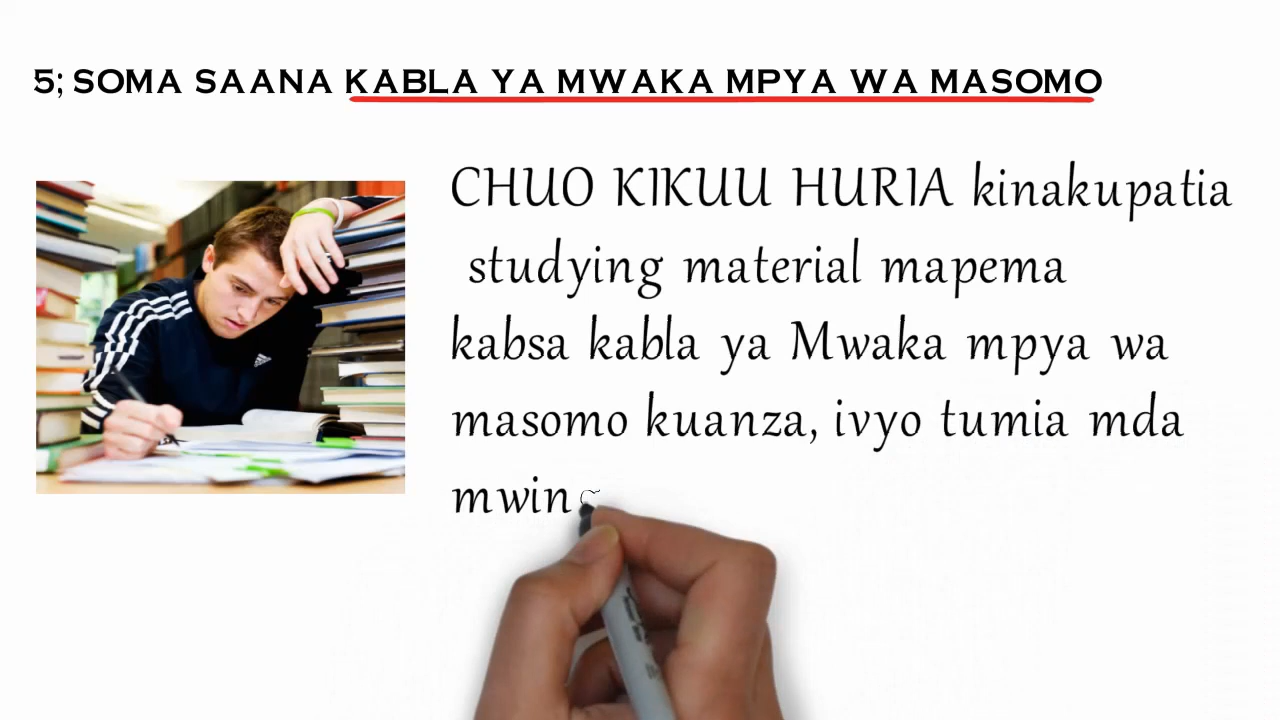 5; SOMA SAANA KABLA YA MWAKA MPYA WA MASOMO
CHUO KIKUU HURIA kinakupatia
studying material mapema
kabsa kabla ya Mwaka mpya wa
masomo kuanza, ivyo tumia mda
mwin